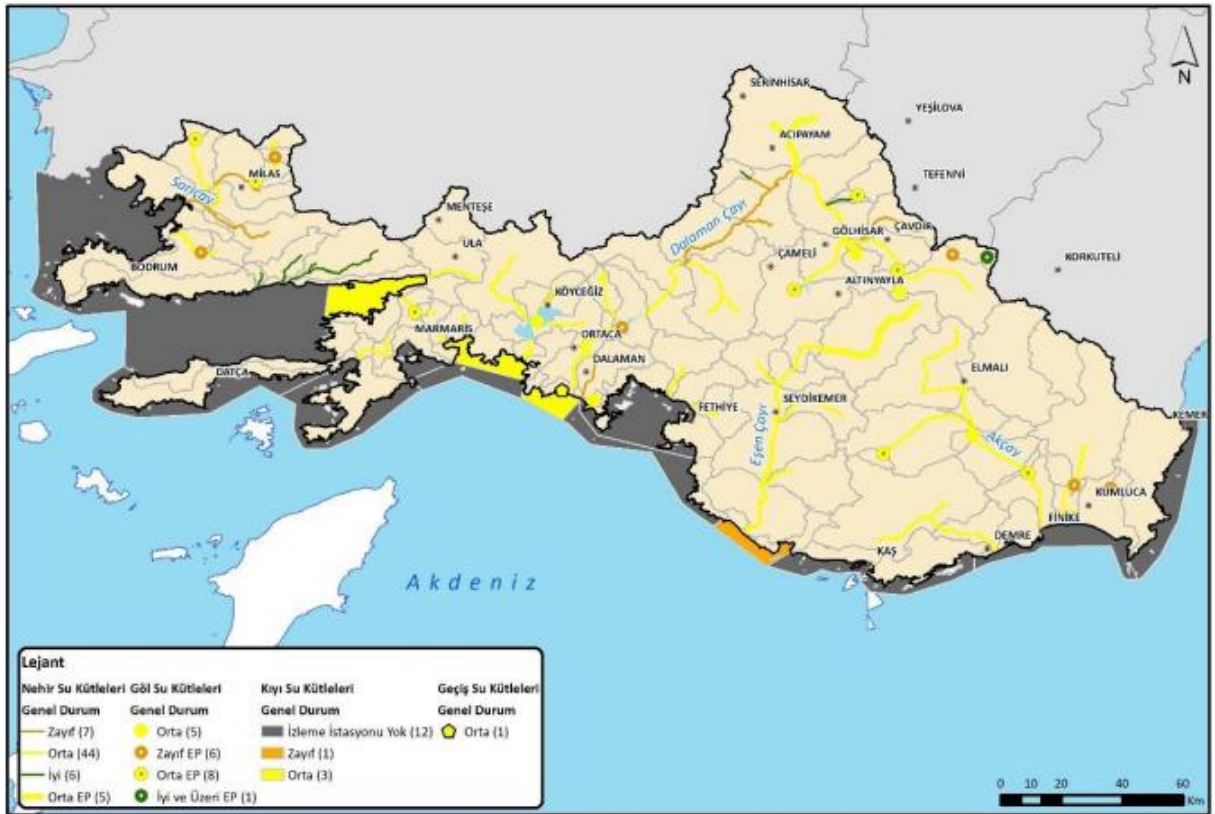 N
SERİNHİSAR
YEŞİLOVA
ACIPAYAM
TEFENNİ
MİLAS
Sarıçay
MENTEŞE
Dalaman Çayı
ULA
GÖLHİSAR
ÇAVDIR
ÇAMELİ
KORKUTELİ
BODRUM
ALTINYAYLA
KÖYCEĞİZ
MARMARİS
ORTACA
DALAMAN
DATÇA
ELMALI
FETHİYE
SEYDİKEMER
KEMER
Eşen Çayı
Akçay
KUMLUCA
FİNİKE
KAŞ
DEMRE
Akdeniz
Lejant
Nehir Su Kütleleri Göl Su Kütleleri Kıyı Su Kütleleri Geçiş Su Kütleleri
Genel Durum Genel Durum Genel Durum Genel Durum
Zayıf (7) Orta (5) İzleme İstasyonu Yok (12) Orta (1)
Orta (44) Zayıf EP (6) Zayıf (1)
İyi (6) Orta EP (8) Orta (3)
Orta EP (5) İyi ve Üzeri EP (1)
0 10 20 40 60
Km